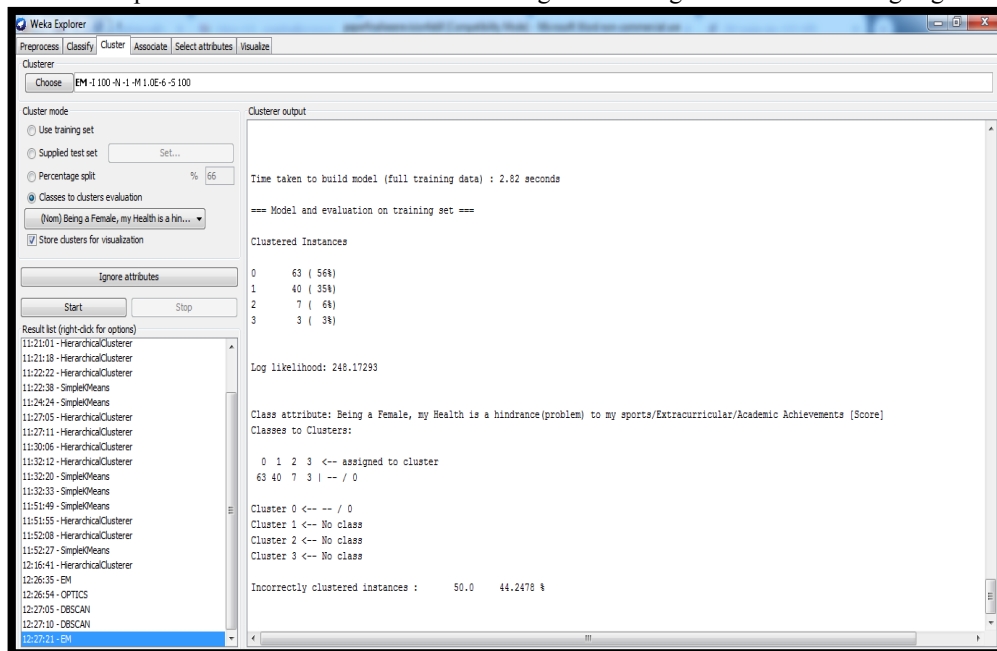 Weka Explorer
Preprocess Classify Cluster Associate Select attributes Visualize
Clusterer
Choose EM -I 100 -N -1 -M 1.0E-6 -S 100
Cluster mode
Use training set
Supplied test set Set...
Percentage split % 66
Classes to clusters evaluation
(Nom) Being a Female, my Health is a hin...
Store clusters for visualization
Ignore attributes
Start Stop
Result list (right-click for options)
11:21:01 - HierarchicalClusterer
11:21:18 - HierarchicalClusterer
11:22:22 - HierarchicalClusterer
11:22:38 - SimpleKMeans
11:24:24 - SimpleKMeans
11:27:05 - HierarchicalClusterer
11:27:11 - HierarchicalClusterer
11:30:06 - HierarchicalClusterer
11:32:12 - HierarchicalClusterer
11:32:20 - SimpleKMeans
11:32:33 - SimpleKMeans
11:51:49 - SimpleKMeans
11:51:55 - HierarchicalClusterer
11:52:08 - HierarchicalClusterer
11:52:27 - SimpleKMeans
12:16:41 - HierarchicalClusterer
12:26:35 - EM
12:26:54 - OPTICS
12:27:05 - DBSCAN
12:27:10 - DBSCAN
12:27:21 - EM
Clusterer output
Time taken to build model (full training data) : 2.82 seconds
=== Model and evaluation on training set ===
Clustered Instances
0 63 ( 56%)
1 40 ( 35%)
2 7 ( 6%)
3 3 ( 3%)
Log likelihood: 248.17293
Class attribute: Being a Female, my Health is a hindrance(problem) to my sports/Extracurricular/Academic Achievements [Score]
Classes to Clusters:
0 1 2 3 <-- assigned to cluster
63 40 7 3 | -- / 0
Cluster 0 <-- -- / 0
Cluster 1 <-- No class
Cluster 2 <-- No class
Cluster 3 <-- No class
Incorrectly clustered instances : 50.0 44.2478 %